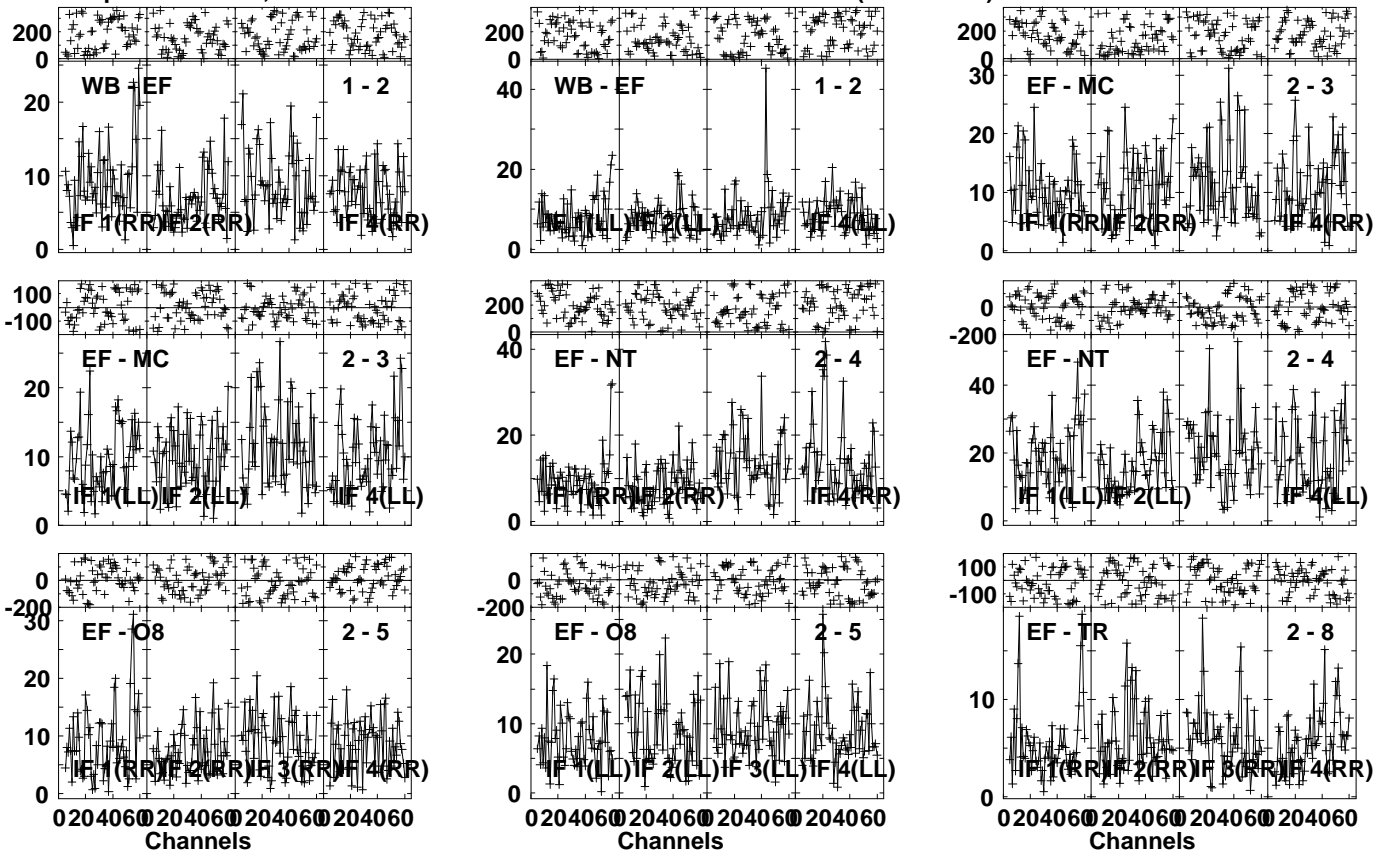 200 200 200
0 0 0
WB - EF 1 - 2 WB - EF 1 - 2 EF - MC 2 - 3
20 40 30
10 20 20
0 0 10
0
IF 1(RR) IF 2(RR) IF 4(RR) IF 1(LL) IF 2(LL) IF 4(LL) IF 1(RR) IF 2(RR) IF 4(RR)
100 200 0
-100 0 -200
EF - MC 2 - 3 EF - NT 2 - 4 EF - NT 2 - 4
20 40 40
10 20 20
0 0 0
IF 1(LL) IF 2(LL) IF 4(LL) IF 1(RR) IF 2(RR) IF 4(RR) IF 1(LL) IF 2(LL) IF 4(LL)
0 0 100
-200 -200 -100
EF - O8 2 - 5 EF - O8 2 - 5 EF - TR 2 - 8
30 20 10
20 10 0
10 0
0
IF 1(RR) IF 2(RR) IF 3(RR) IF 4(RR) IF 1(LL) IF 2(LL) IF 3(LL) IF 4(LL) IF 1(RR) IF 2(RR) IF 3(RR) IF 4(RR)
0 20 40 60 0 20 40 60 0 20 40 60 0 20 40 60 0 20 40 60 0 20 40 60 0 20 40 60 0 20 40 60 0 20 40 60 0 20 40 60 0 20 40 60 0 20 40 60
Channels Channels Channels